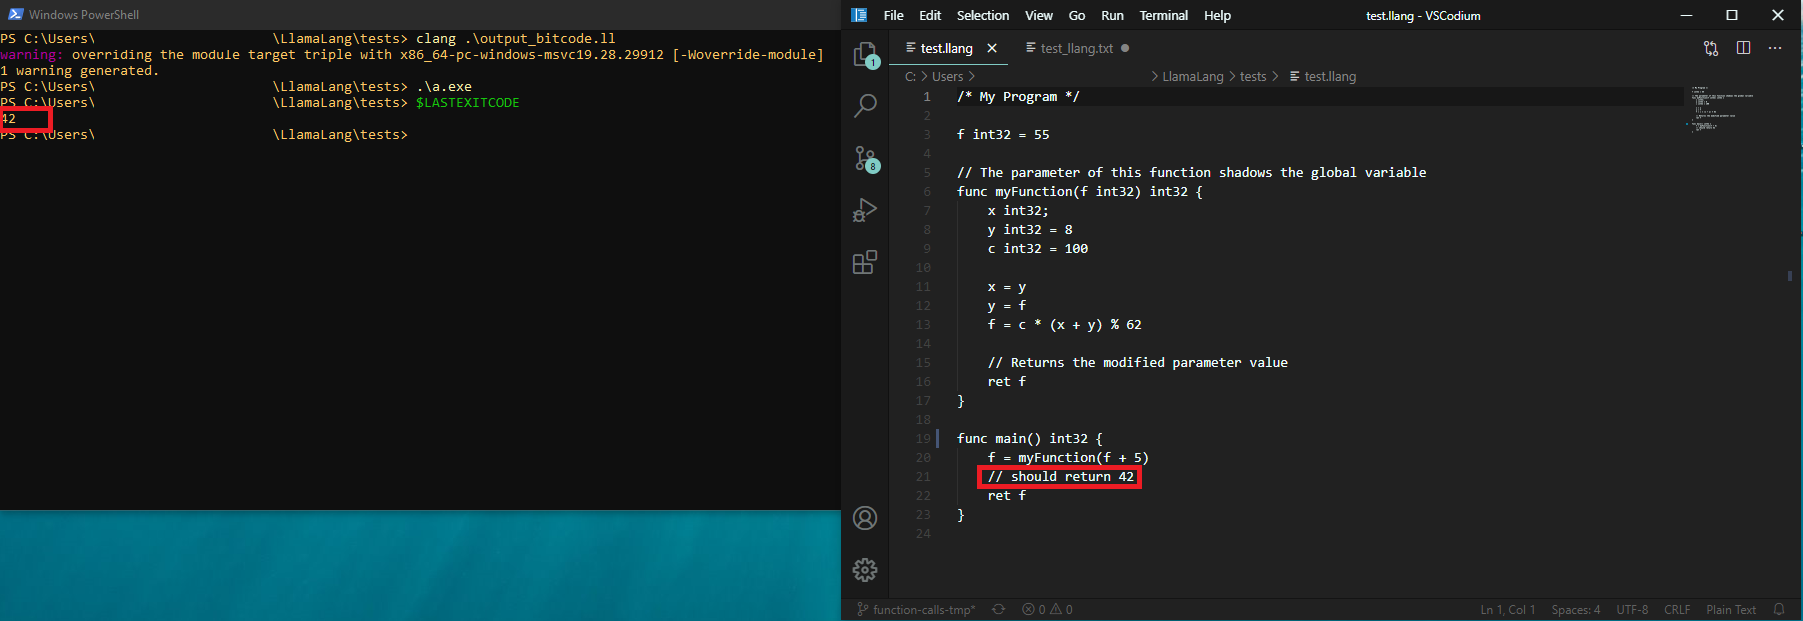 Windows PowerShell
PS C:\Users\ \LlamaLang\tests> clang .\output_bitcode.ll
warning: overriding the module target triple with x86_64-pc-windows-msvc19.28.29912 [-Woverride-module]
1 warning generated.
PS C:\Users\ \LlamaLang\tests> .\a.exe
PS C:\Users\ \LlamaLang\tests> $LASTEXITCODE
42
PS C:\Users\ \LlamaLang\tests>
File Edit Selection View Go Run Terminal Help test.llang - VSCodium
test.llang test_llang.txt
C: > Users > > LlamaLang > tests > test.llang
1
8
1 /* My Program */
2
3 f int32 = 55
4
5 // The parameter of this function shadows the global variable
6 func myFunction(f int32) int32 {
7 x int32;
8 y int32 = 8
9 c int32 = 100
10
11 x = y
12 y = f
13 f = c * (x + y) % 62
14
15 // Returns the modified parameter value
16 ret f
17 }
18
19 func main() int32 {
20 f = myFunction(f + 5)
21 // should return 42
22 ret f
23 }
24
function-calls-tmp* 0 0 Ln 1, Col 1 Spaces: 4 UTF-8 CRLF Plain Text